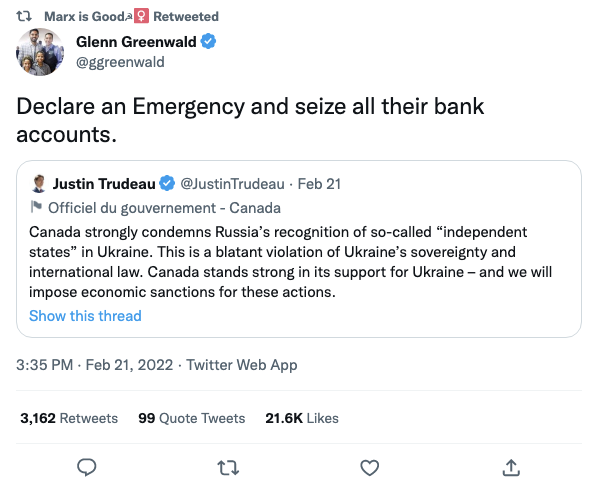 Marx is Good☭🚺 Retweeted
Glenn Greenwald
@ggreenwald
Declare an Emergency and seize all their bank
accounts.
Justin Trudeau @JustinTrudeau · Feb 21
Officiel du gouvernement - Canada
Canada strongly condemns Russia’s recognition of so-called “independent
states” in Ukraine. This is a blatant violation of Ukraine’s sovereignty and
international law. Canada stands strong in its support for Ukraine – and we will
impose economic sanctions for these actions.
Show this thread
3:35 PM · Feb 21, 2022 · Twitter Web App
3,162 Retweets 99 Quote Tweets 21.6K Likes